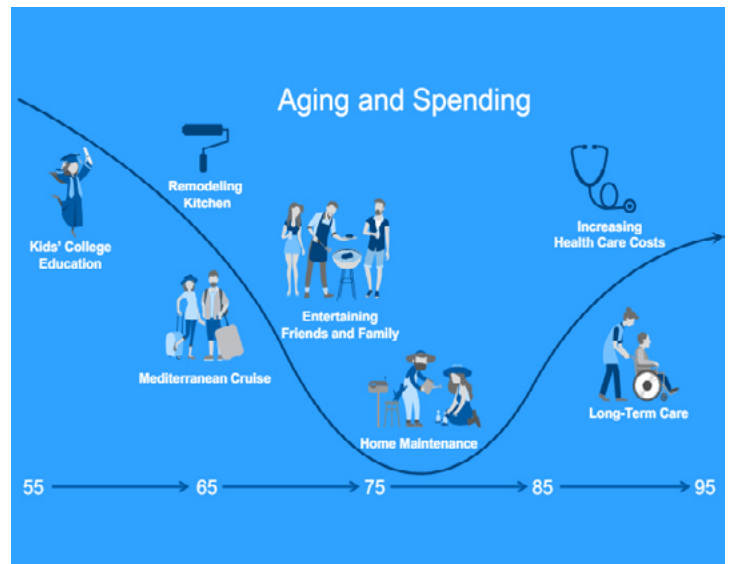 Aging and Spending
Remodeling
Kitchen
Kids' College
Education
Increasing
Health Care Costs
Entertaining
Friends and Family
Mediterranean Cruise
Long-Term Care
Home Maintenance
55
65
75
85
95